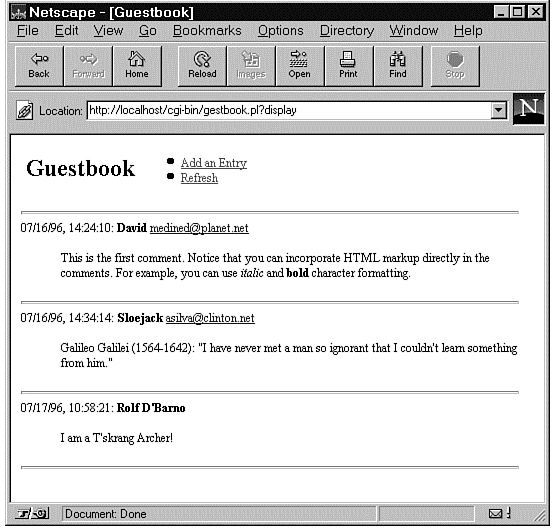 Netscape - [Guestbook]
File Edit View Go Bookmarks Options Directory Window Help
Back Forward Home Reload Images Open Print Find Stop
Location: http://localhost/cgi-bin/gestbook.pl?display
N
Guestbook
Add an Entry
Refresh
07/16/96, 14:24:10: David medined@planet.net
This is the first comment. Notice that you can incorporate HTML markup directly in the
comments. For example, you can use italic and bold character formatting.
07/16/96, 14:34:14: Sloejack asilva@clinton.net
Galileo Galilei (1564-1642): "I have never met a man so ignorant that I couldn't learn something
from him."
07/17/96, 10:58:21: Rolf D'Barno
I am a T'skrang Archer!
Document: Done